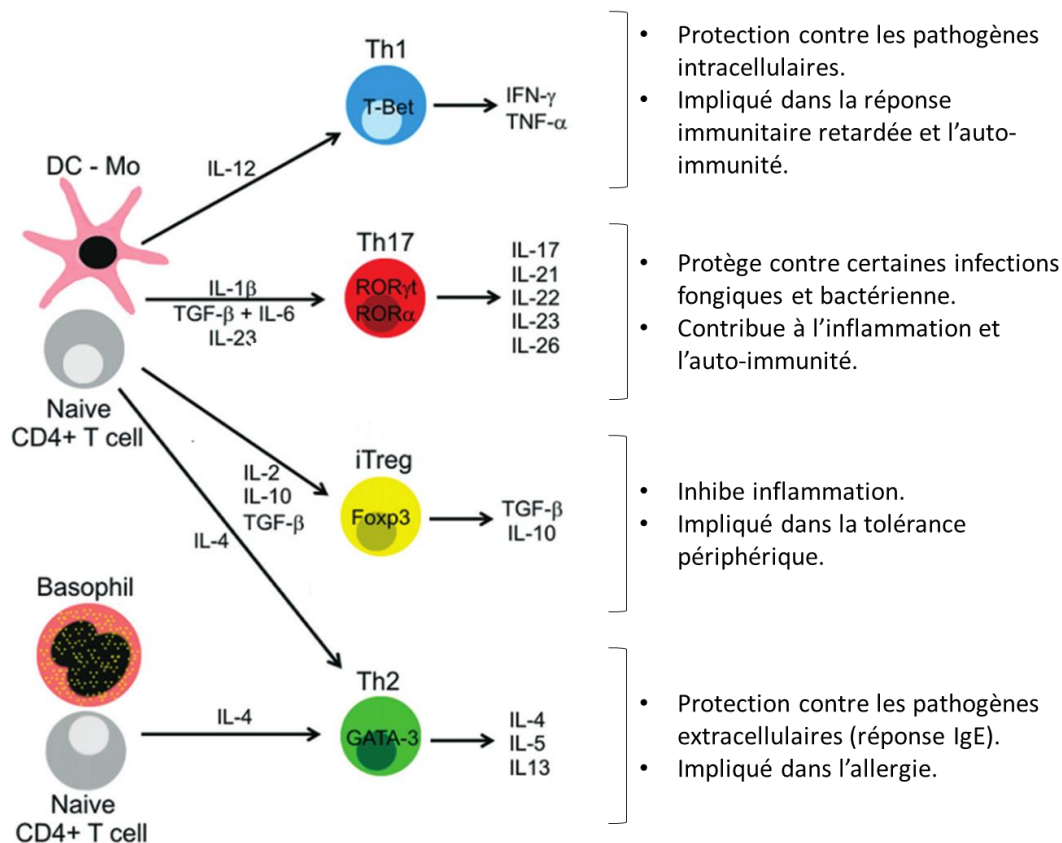 Th1
T-Bet
IFN-γ
TNF-α
• Protection contre les pathogènes
intracellulaires.
• Impliqué dans la réponse
immunitaire retardée et l’auto-
immunité.
DC - Mo
IL-12
Th17
RORγt
RORα
IL-1β
TGF-β + IL-6
IL-23
IL-17
IL-21
IL-22
IL-23
IL-26
• Protège contre certaines infections
fongiques et bactérienne.
• Contribue à l’inflammation et
l’auto-immunité.
Naive
CD4+ T cell
IL-2
IL-10
TGF-β
iTreg
Foxp3
TGF-β
IL-10
• Inhibe inflammation.
• Impliqué dans la tolérance
périphérique.
IL-4
Basophil
IL-4
Th2
GATA-3
IL-4
IL-5
IL13
• Protection contre les pathogènes
extracellulaires (réponse IgE).
• Impliqué dans l’allergie.
Naive
CD4+ T cell